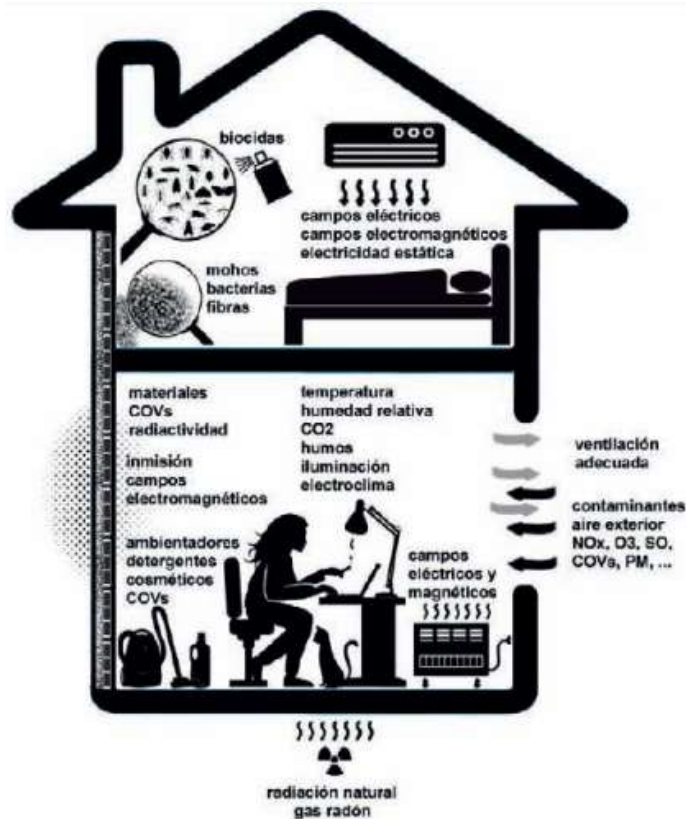 biocidas
campos eléctricos
campos electromagnéticos
electricidad estática
mohos
bacterias
fibras
materiales
COVs
radiactividad
inmisión
campos
electromagnéticos
ambientadores
detergentes
cosméticos
COVs
temperatura
humedad relativa
CO2
humos
iluminación
electroclima
campos
eléctricos y
magnéticos
ventilación
adecuada
contaminantes
aire exterior
NOx, O3, SO,
COVs, PM, ...
radiación natural
gas radón